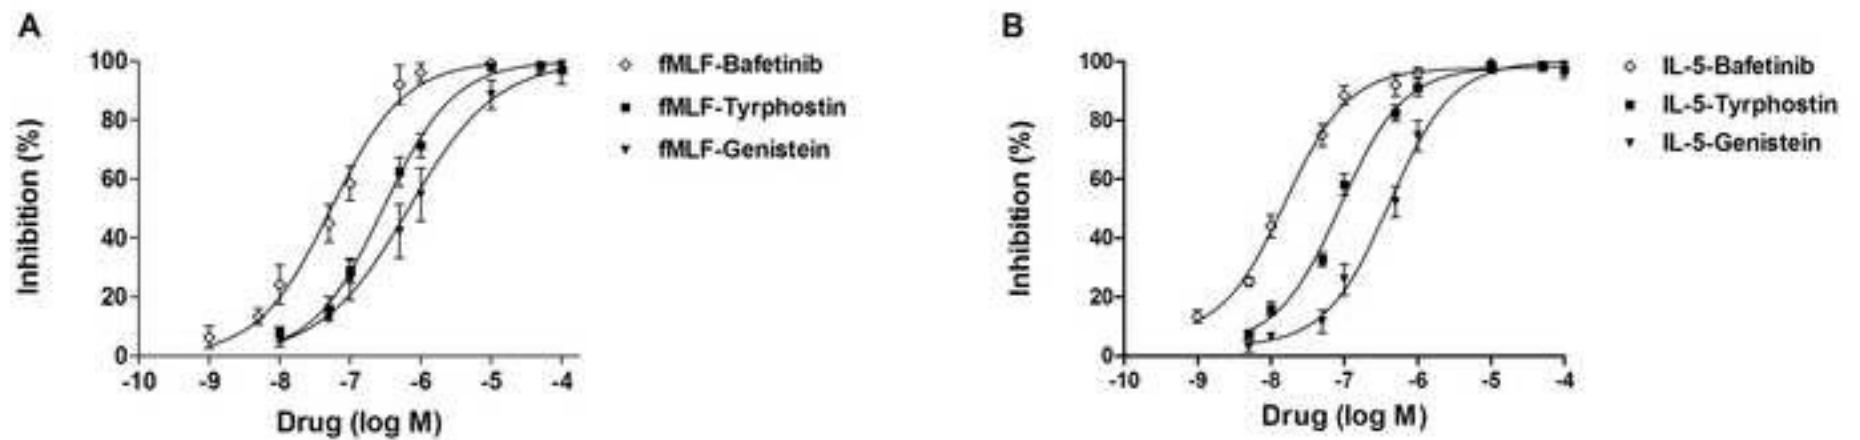 A
100
80
60
40
20
0
-10 -9 -8 -7 -6 -5 -4
Inhibition (%)
Drug (log M)
fMLF-Bafetinib
fMLF-Tyrphostin
fMLF-Genistein
B
100
80
60
40
20
0
-10 -9 -8 -7 -6 -5 -4
Inhibition (%)
Drug (log M)
IL-5-Bafetinib
IL-5-Tyrphostin
IL-5-Genistein